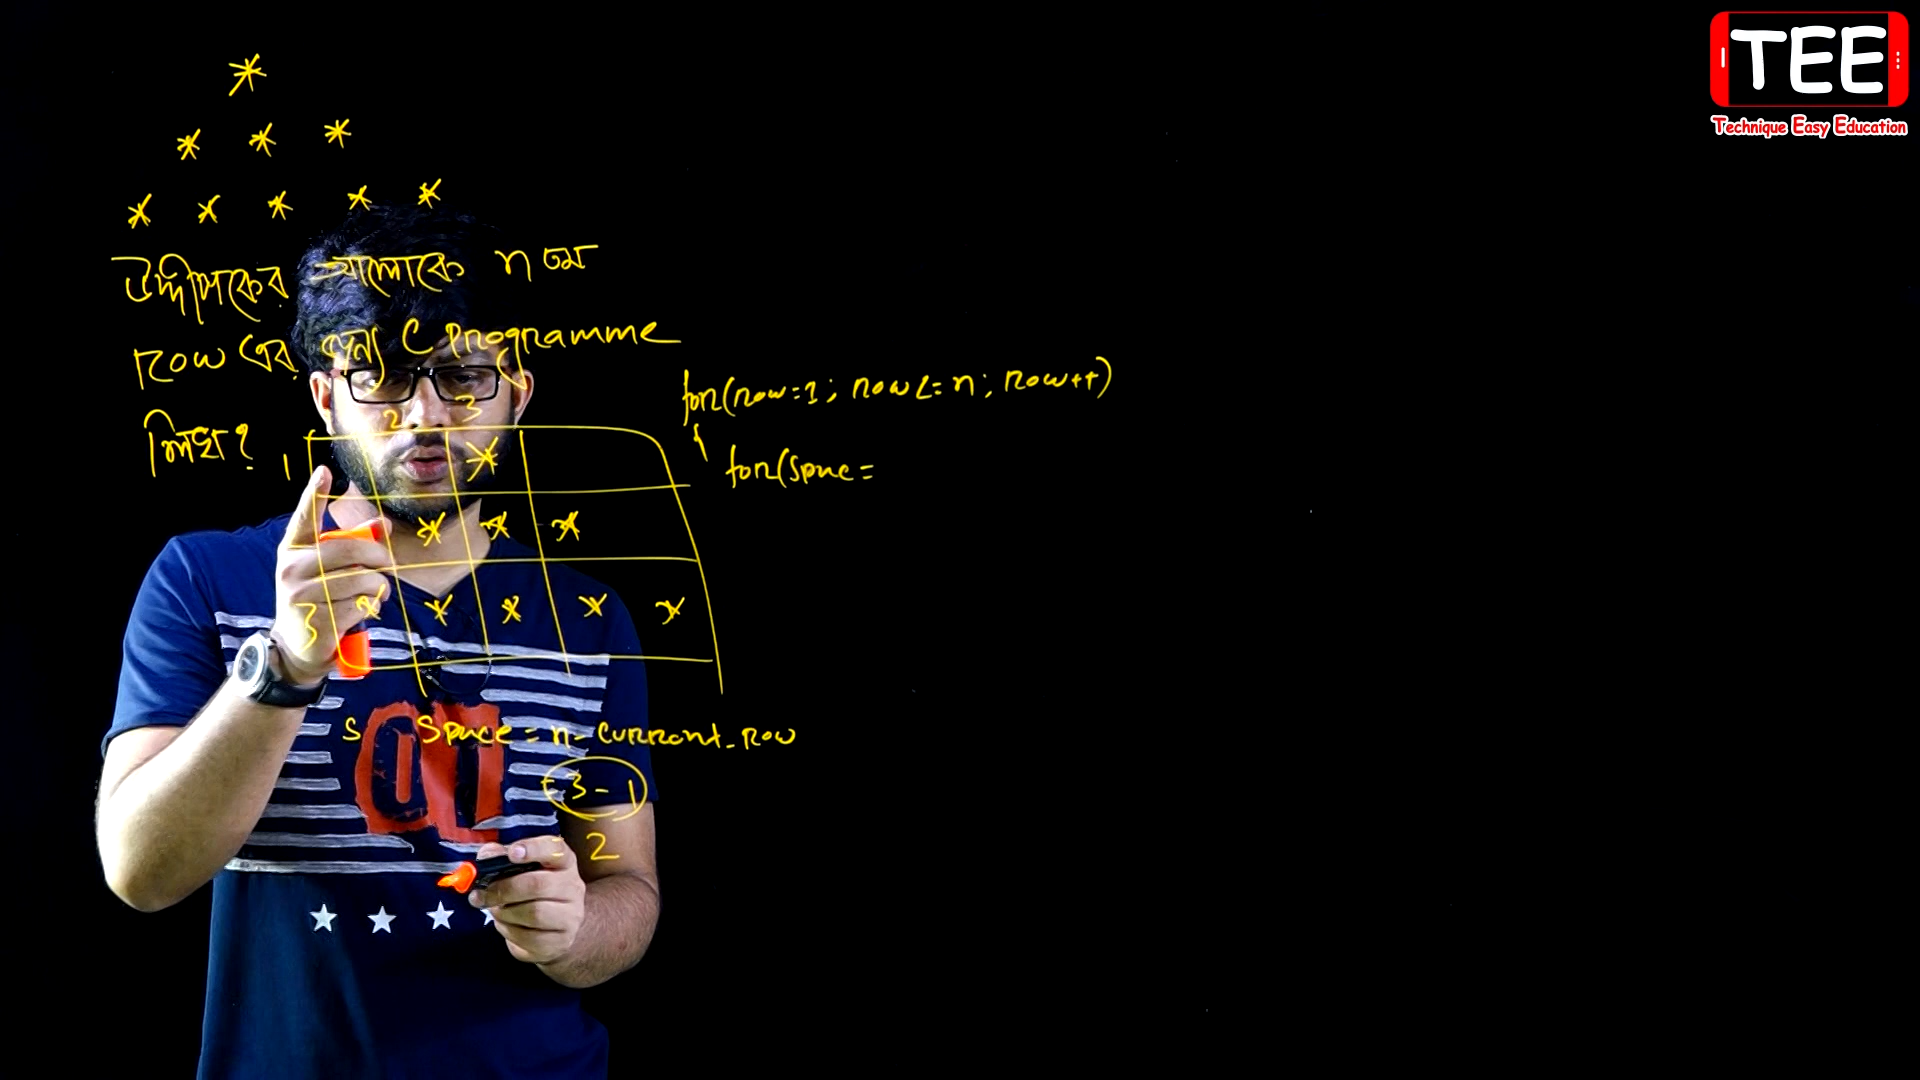 TEE
Technique Easy Education
*
* * *
* * * * *
উদ্দীপকের আলোকে n তম
row এর জন্য C programme
লিখ?
2 3
1 *
* * *
3 * * * * *
for(row=1; row<=n; row++)
{
for(space=
S Space = n - current_row
= 3 - 1
= 2